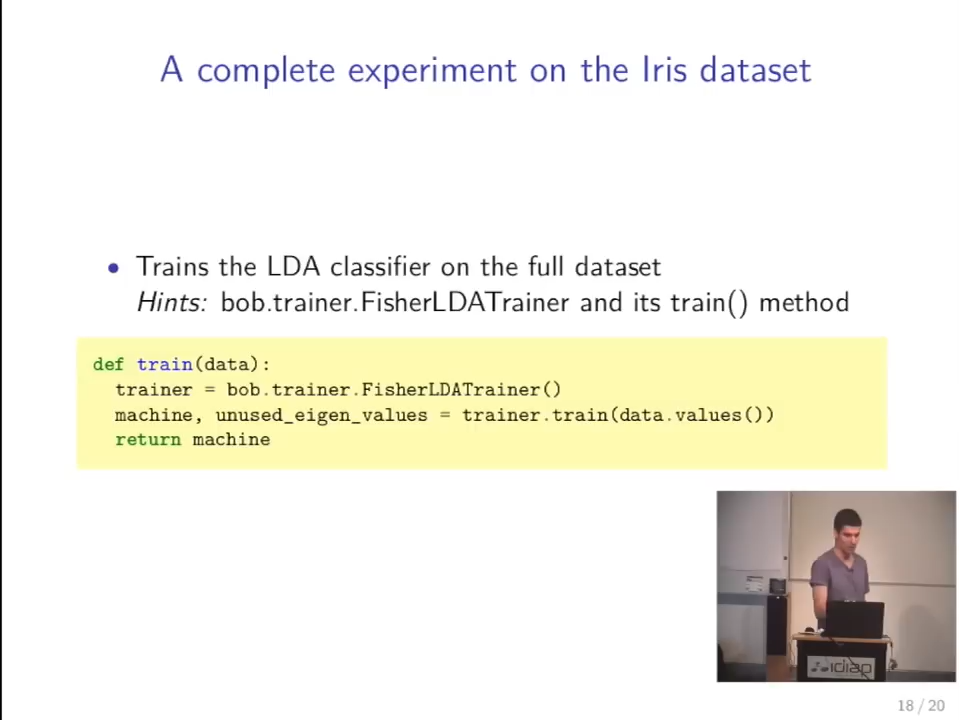 A complete experiment on the Iris dataset
• Trains the LDA classifier on the full dataset
Hints: bob.trainer.FisherLDATrainer and its train() method
def train(data):
  trainer = bob.trainer.FisherLDATrainer()
  machine, unused_eigen_values = trainer.train(data.values())
  return machine
idiap
18 / 20